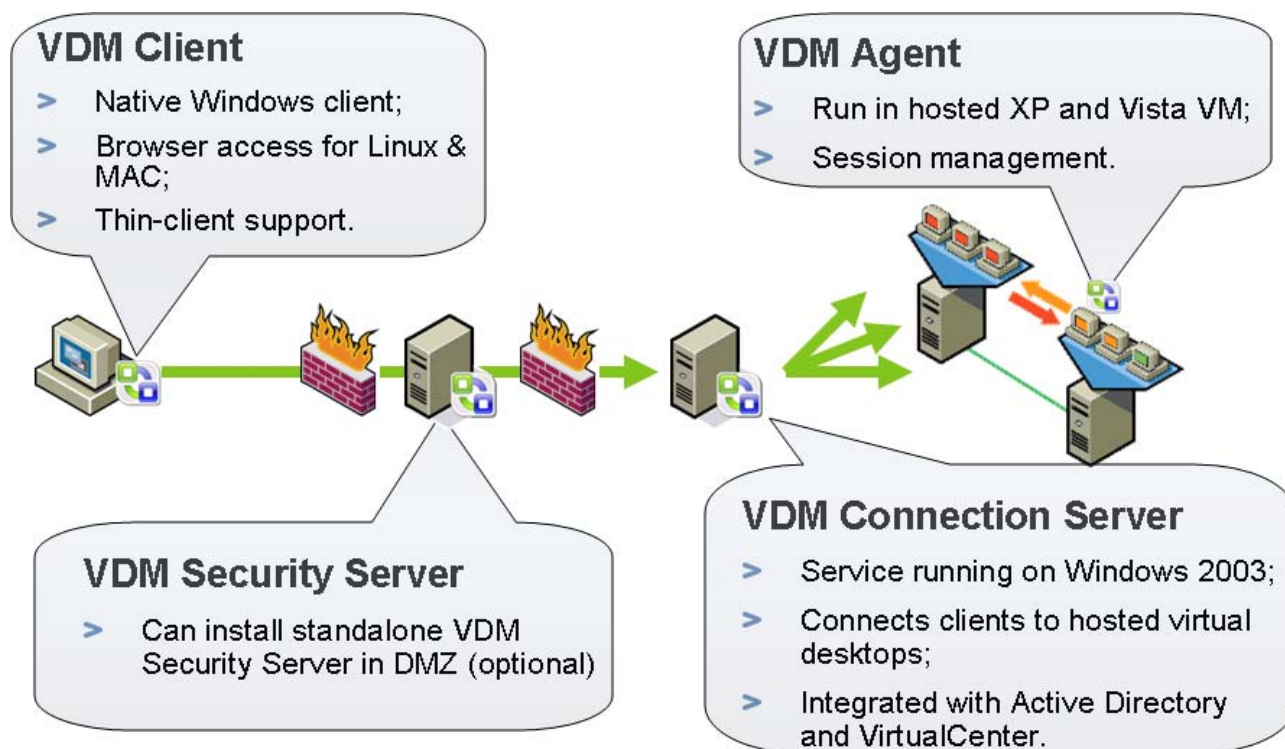 VDM Client
> Native Windows client;
> Browser access for Linux &
MAC;
> Thin-client support.
VDM Agent
> Run in hosted XP and Vista VM;
> Session management.
VDM Security Server
> Can install standalone VDM
Security Server in DMZ (optional)
VDM Connection Server
> Service running on Windows 2003;
> Connects clients to hosted virtual
desktops;
> Integrated with Active Directory
and VirtualCenter.